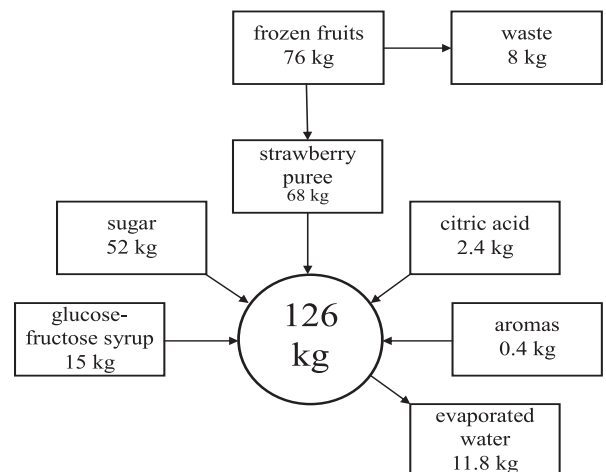 frozen fruits
76 kg
waste
8 kg
strawberry
puree
68 kg
sugar
52 kg
citric acid
2.4 kg
126
kg
glucose-
fructose syrup
15 kg
aromas
0.4 kg
evaporated
water
11.8 kg